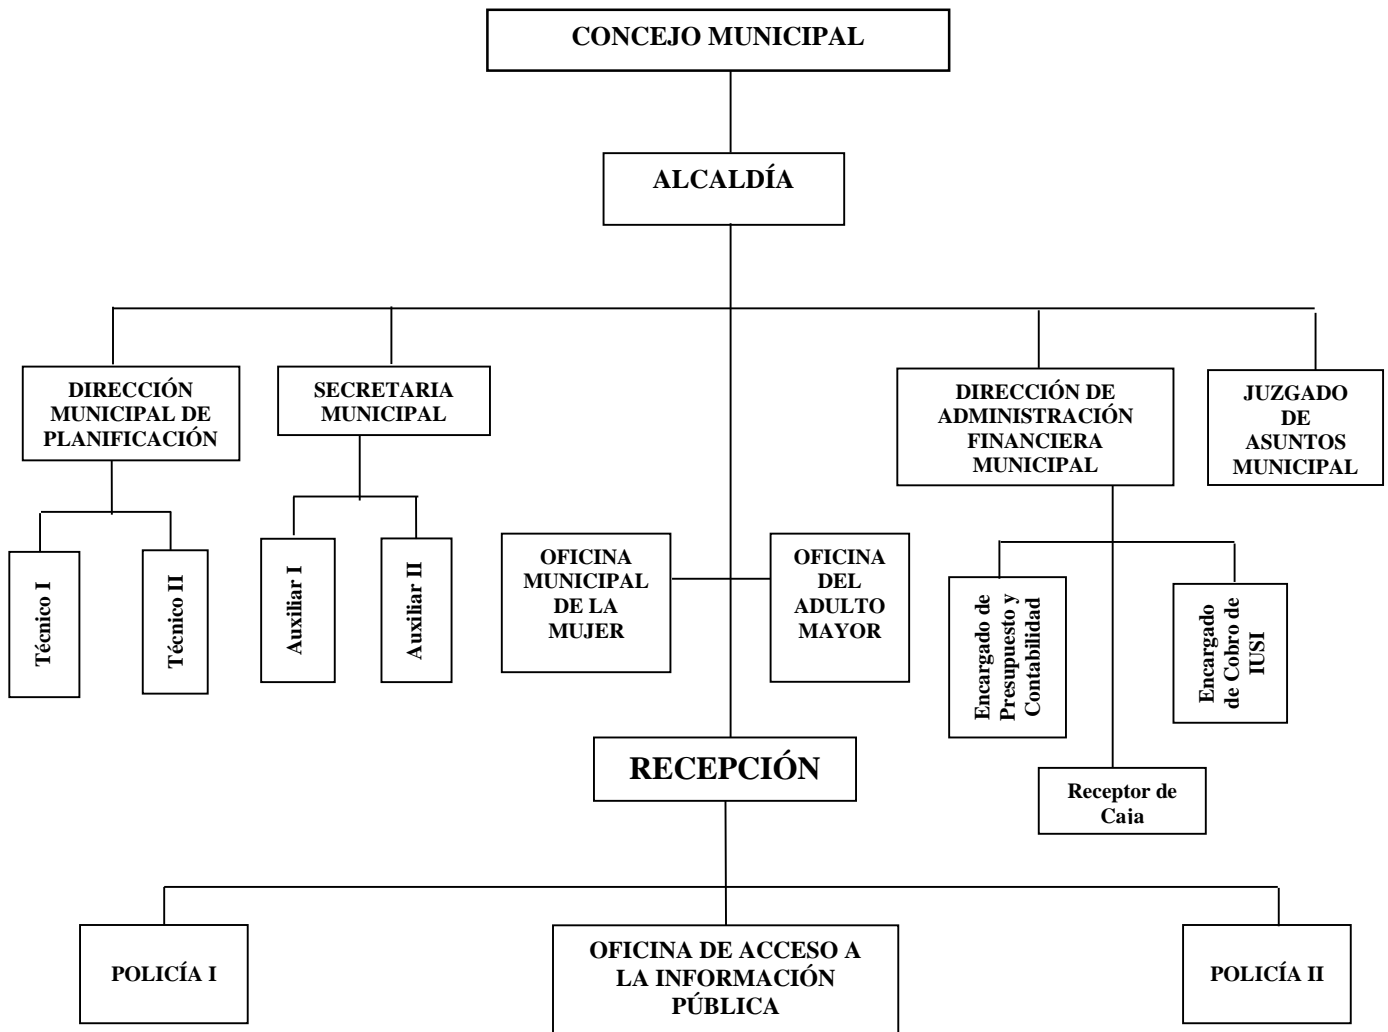 CONCEJO MUNICIPAL
ALCALDÍA
DIRECCIÓN
MUNICIPAL DE
PLANIFICACIÓN
SECRETARIA
MUNICIPAL
DIRECCIÓN DE
ADMINISTRACIÓN
FINANCIERA
MUNICIPAL
JUZGADO
DE
ASUNTOS
MUNICIPAL
Técnico I
Técnico II
Auxiliar I
Auxiliar II
OFICINA
MUNICIPAL
DE LA
MUJER
OFICINA
DEL
ADULTO
MAYOR
Encargado de
Presupuesto y
Contabilidad
Encargado
de Cobro de
IUSI
RECEPCIÓN
Receptor de
Caja
POLICÍA I
OFICINA DE ACCESO A
LA INFORMACIÓN
PÚBLICA
POLICÍA II